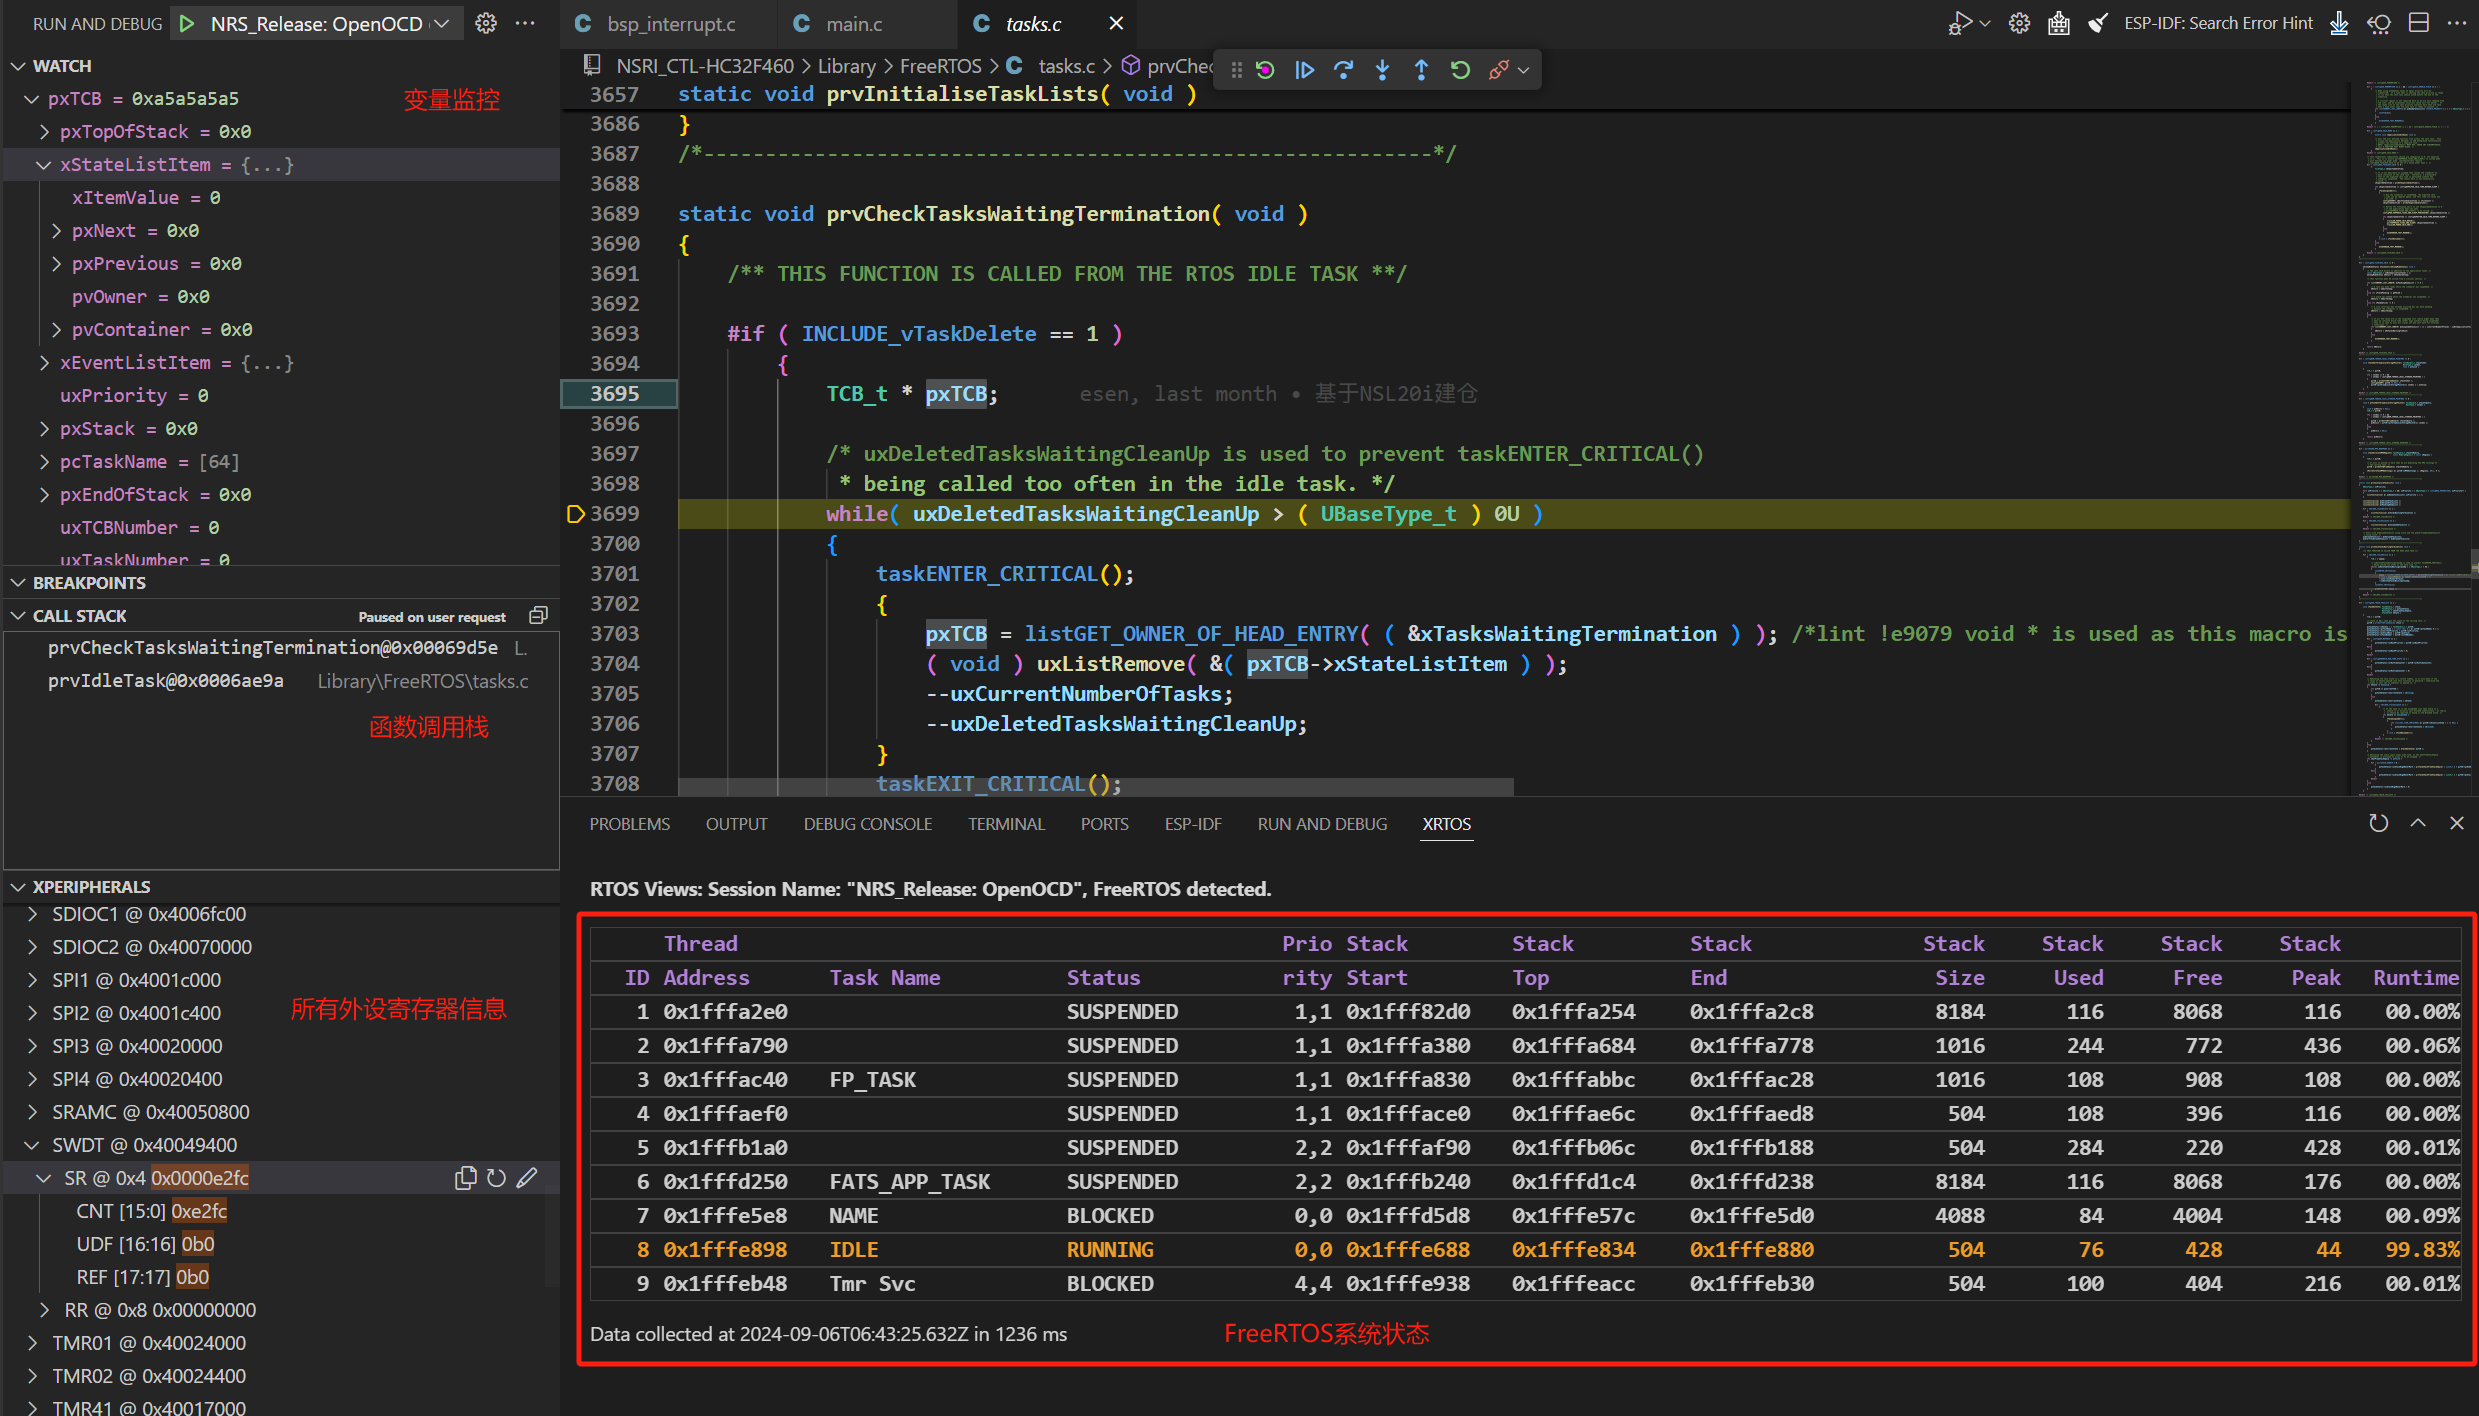 RUN AND DEBUG NRS_Release: OpenOCD
bsp_interrupt.c main.c tasks.c ESP-IDF: Search Error Hint
WATCH
pxTCB = 0xa5a5a5a5
变量监控
pxTopOfStack = 0x0
xStateListItem = {...}
xItemValue = 0
pxNext = 0x0
pxPrevious = 0x0
pvOwner = 0x0
pvContainer = 0x0
xEventListItem = {...}
uxPriority = 0
pxStack = 0x0
pcTaskName = [64]
pxEndOfStack = 0x0
uxTCBNumber = 0
uxTaskNumber = 0
BREAKPOINTS
CALL STACK Paused on user request
prvCheckTasksWaitingTermination@0x00069d5e L.
prvIdleTask@0x0006ae9a Library\FreeRTOS\tasks.c
函数调用栈
XPERIPHERALS
SDIOC1 @ 0x4006fc00
SDIOC2 @ 0x40070000
SPI1 @ 0x4001c000
SPI2 @ 0x4001c400
所有外设寄存器信息
SPI3 @ 0x40020000
SPI4 @ 0x40020400
SRAMC @ 0x40050800
SWDT @ 0x40049400
SR @ 0x4 0x0000e2fc
CNT [15:0] 0xe2fc
UDF [16:16] 0b0
REF [17:17] 0b0
RR @ 0x8 0x00000000
TMR01 @ 0x40024000
TMR02 @ 0x40024400
TMR41 @ 0x40017000
NSRI_CTL-HC32F460 > Library > FreeRTOS > tasks.c > prvChec
3657 static void prvInitialiseTaskLists( void )
3686 }
3687 /*-----------------------------------------------------------*/
3688
3689 static void prvCheckTasksWaitingTermination( void )
3690 {
3691 /** THIS FUNCTION IS CALLED FROM THE RTOS IDLE TASK **/
3692
3693 #if ( INCLUDE_vTaskDelete == 1 )
3694 {
3695 TCB_t * pxTCB; esen, last month • 基于NSL20i建仓
3696
3697 /* uxDeletedTasksWaitingCleanUp is used to prevent taskENTER_CRITICAL()
3698 * being called too often in the idle task. */
3699 while( uxDeletedTasksWaitingCleanUp > ( UBaseType_t ) 0U )
3700 {
3701 taskENTER_CRITICAL();
3702 {
3703 pxTCB = listGET_OWNER_OF_HEAD_ENTRY( ( &xTasksWaitingTermination ) ); /*lint !e9079 void * is used as this macro is
3704 ( void ) uxListRemove( &( pxTCB->xStateListItem ) );
3705 --uxCurrentNumberOfTasks;
3706 --uxDeletedTasksWaitingCleanUp;
3707 }
3708 taskEXIT_CRITICAL();
PROBLEMS OUTPUT DEBUG CONSOLE TERMINAL PORTS ESP-IDF RUN AND DEBUG XRTOS
RTOS Views: Session Name: "NRS_Release: OpenOCD", FreeRTOS detected.
Thread Prio Stack Stack Stack Stack Stack Stack Stack
ID Address Task Name Status rity Start Top End Size Used Free Peak Runtime
1 0x1fffa2e0 SUSPENDED 1,1 0x1fff82d0 0x1fffa254 0x1fffa2c8 8184 116 8068 116 00.00%
2 0x1fffa790 SUSPENDED 1,1 0x1fffa380 0x1fffa684 0x1fffa778 1016 244 772 436 00.06%
3 0x1fffac40 FP_TASK SUSPENDED 1,1 0x1fffa830 0x1fffabbc 0x1fffac28 1016 108 908 108 00.00%
4 0x1fffaef0 SUSPENDED 1,1 0x1infface0 0x1fffae6c 0x1fffaed8 504 108 396 116 00.00%
5 0x1fffb1a0 SUSPENDED 2,2 0x1fffaf90 0x1fffb06c 0x1fffb188 504 284 220 428 00.01%
6 0x1fffd250 FATS_APP_TASK SUSPENDED 2,2 0x1fffb240 0x1fffd1c4 0x1fffd238 8184 116 8068 176 00.00%
7 0x1fffe5e8 NAME BLOCKED 0,0 0x1fffd5d8 0x1fffe57c 0x1fffe5d0 4088 84 4004 148 00.09%
8 0x1fffe898 IDLE RUNNING 0,0 0x1fffe688 0x1fffe834 0x1fffe880 504 76 428 44 99.83%
9 0x1fffeb48 Tmr Svc BLOCKED 4,4 0x1fffe938 0x1fffeacc 0x1fffeb30 504 100 404 216 00.01%
Data collected at 2024-09-06T06:43:25.632Z in 1236 ms
FreeRTOS系统状态